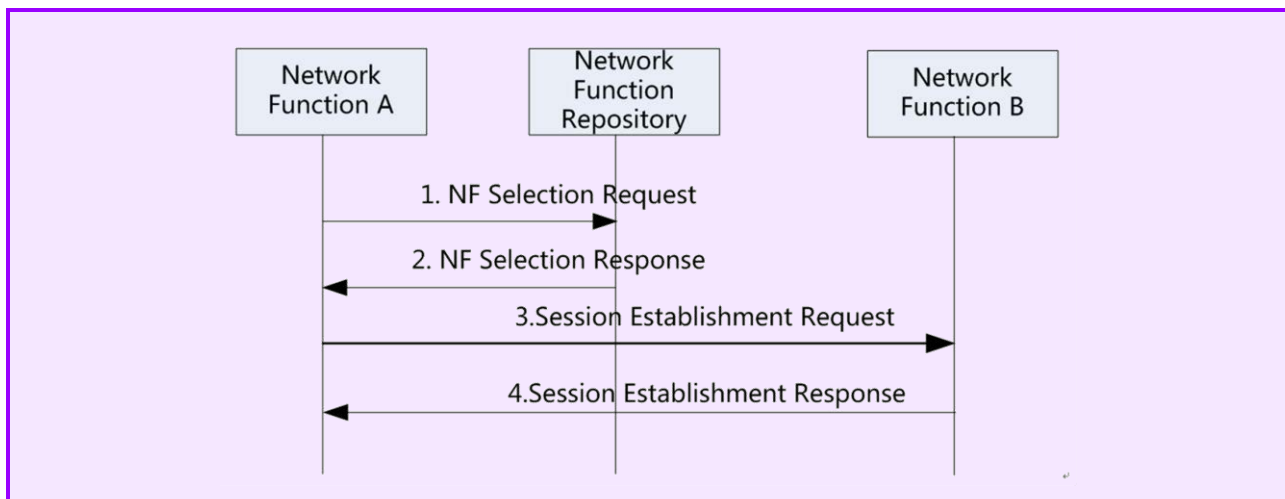 Network
Function A
Network
Function
Repository
Network
Function B
1. NF Selection Request
2. NF Selection Response
3.Session Establishment Request
4.Session Establishment Response